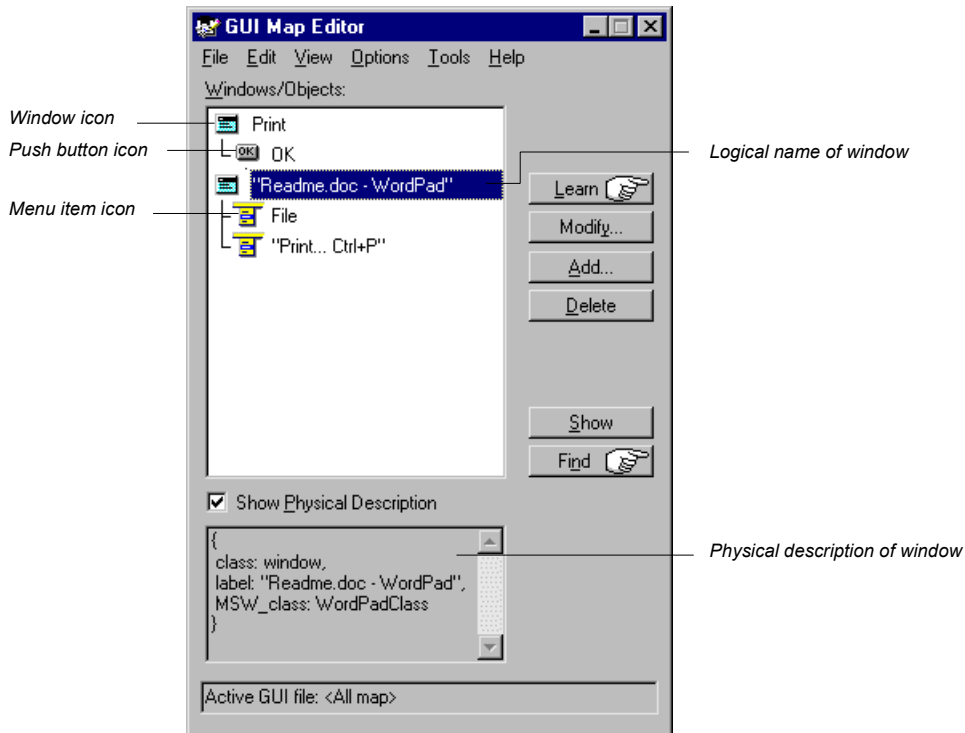 GUI Map Editor
File Edit View Options Tools Help
Windows/Objects:
Window icon
Print
Push button icon
OK
OK
Logical name of window
"Readme.doc - WordPad"
Learn
Menu item icon
File
Modify...
"Print... Ctrl+P"
Add...
Delete
Show
Find
Show Physical Description
{
class: window,
label: "Readme.doc - WordPad",
MSW_class: WordPadClass
}
Physical description of window
Active GUI file: <All map>